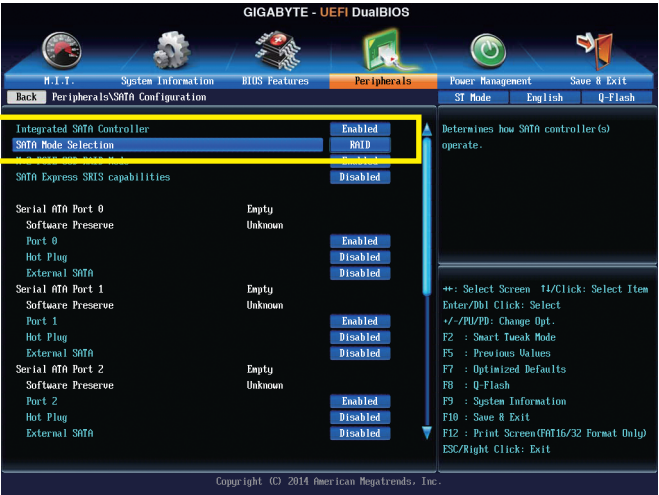 GIGABYTE - UEFI DualBIOS
M.I.T. System Information BIOS Features Peripherals Power Management Save & Exit
Back Peripherals\SATA Configuration ST Mode English Q-Flash
Integrated SATA Controller Enabled
SATA Mode Selection RAID
Enabled
SATA Express SRIS capabilities Disabled
Serial ATA Port 0 Empty
Software Preserve Unknown
Port 0 Enabled
Hot Plug Disabled
External SATA Disabled
Serial ATA Port 1 Empty
Software Preserve Unknown
Port 1 Enabled
Hot Plug Disabled
External SATA Disabled
Serial ATA Port 2 Empty
Software Preserve Unknown
Port 2 Enabled
Hot Plug Disabled
External SATA Disabled
Determines how SATA controller(s)
operate.
→←: Select Screen ↑↓/Click: Select Item
Enter/Dbl Click: Select
+/-/PU/PD: Change Opt.
F2 : Smart Tweak Mode
F5 : Previous Values
F7 : Optimized Defaults
F8 : Q-Flash
F9 : System Information
F10 : Save & Exit
F12 : Print Screen(FAT16/32 Format Only)
ESC/Right Click: Exit
Copyright (C) 2014 American Megatrends, Inc.